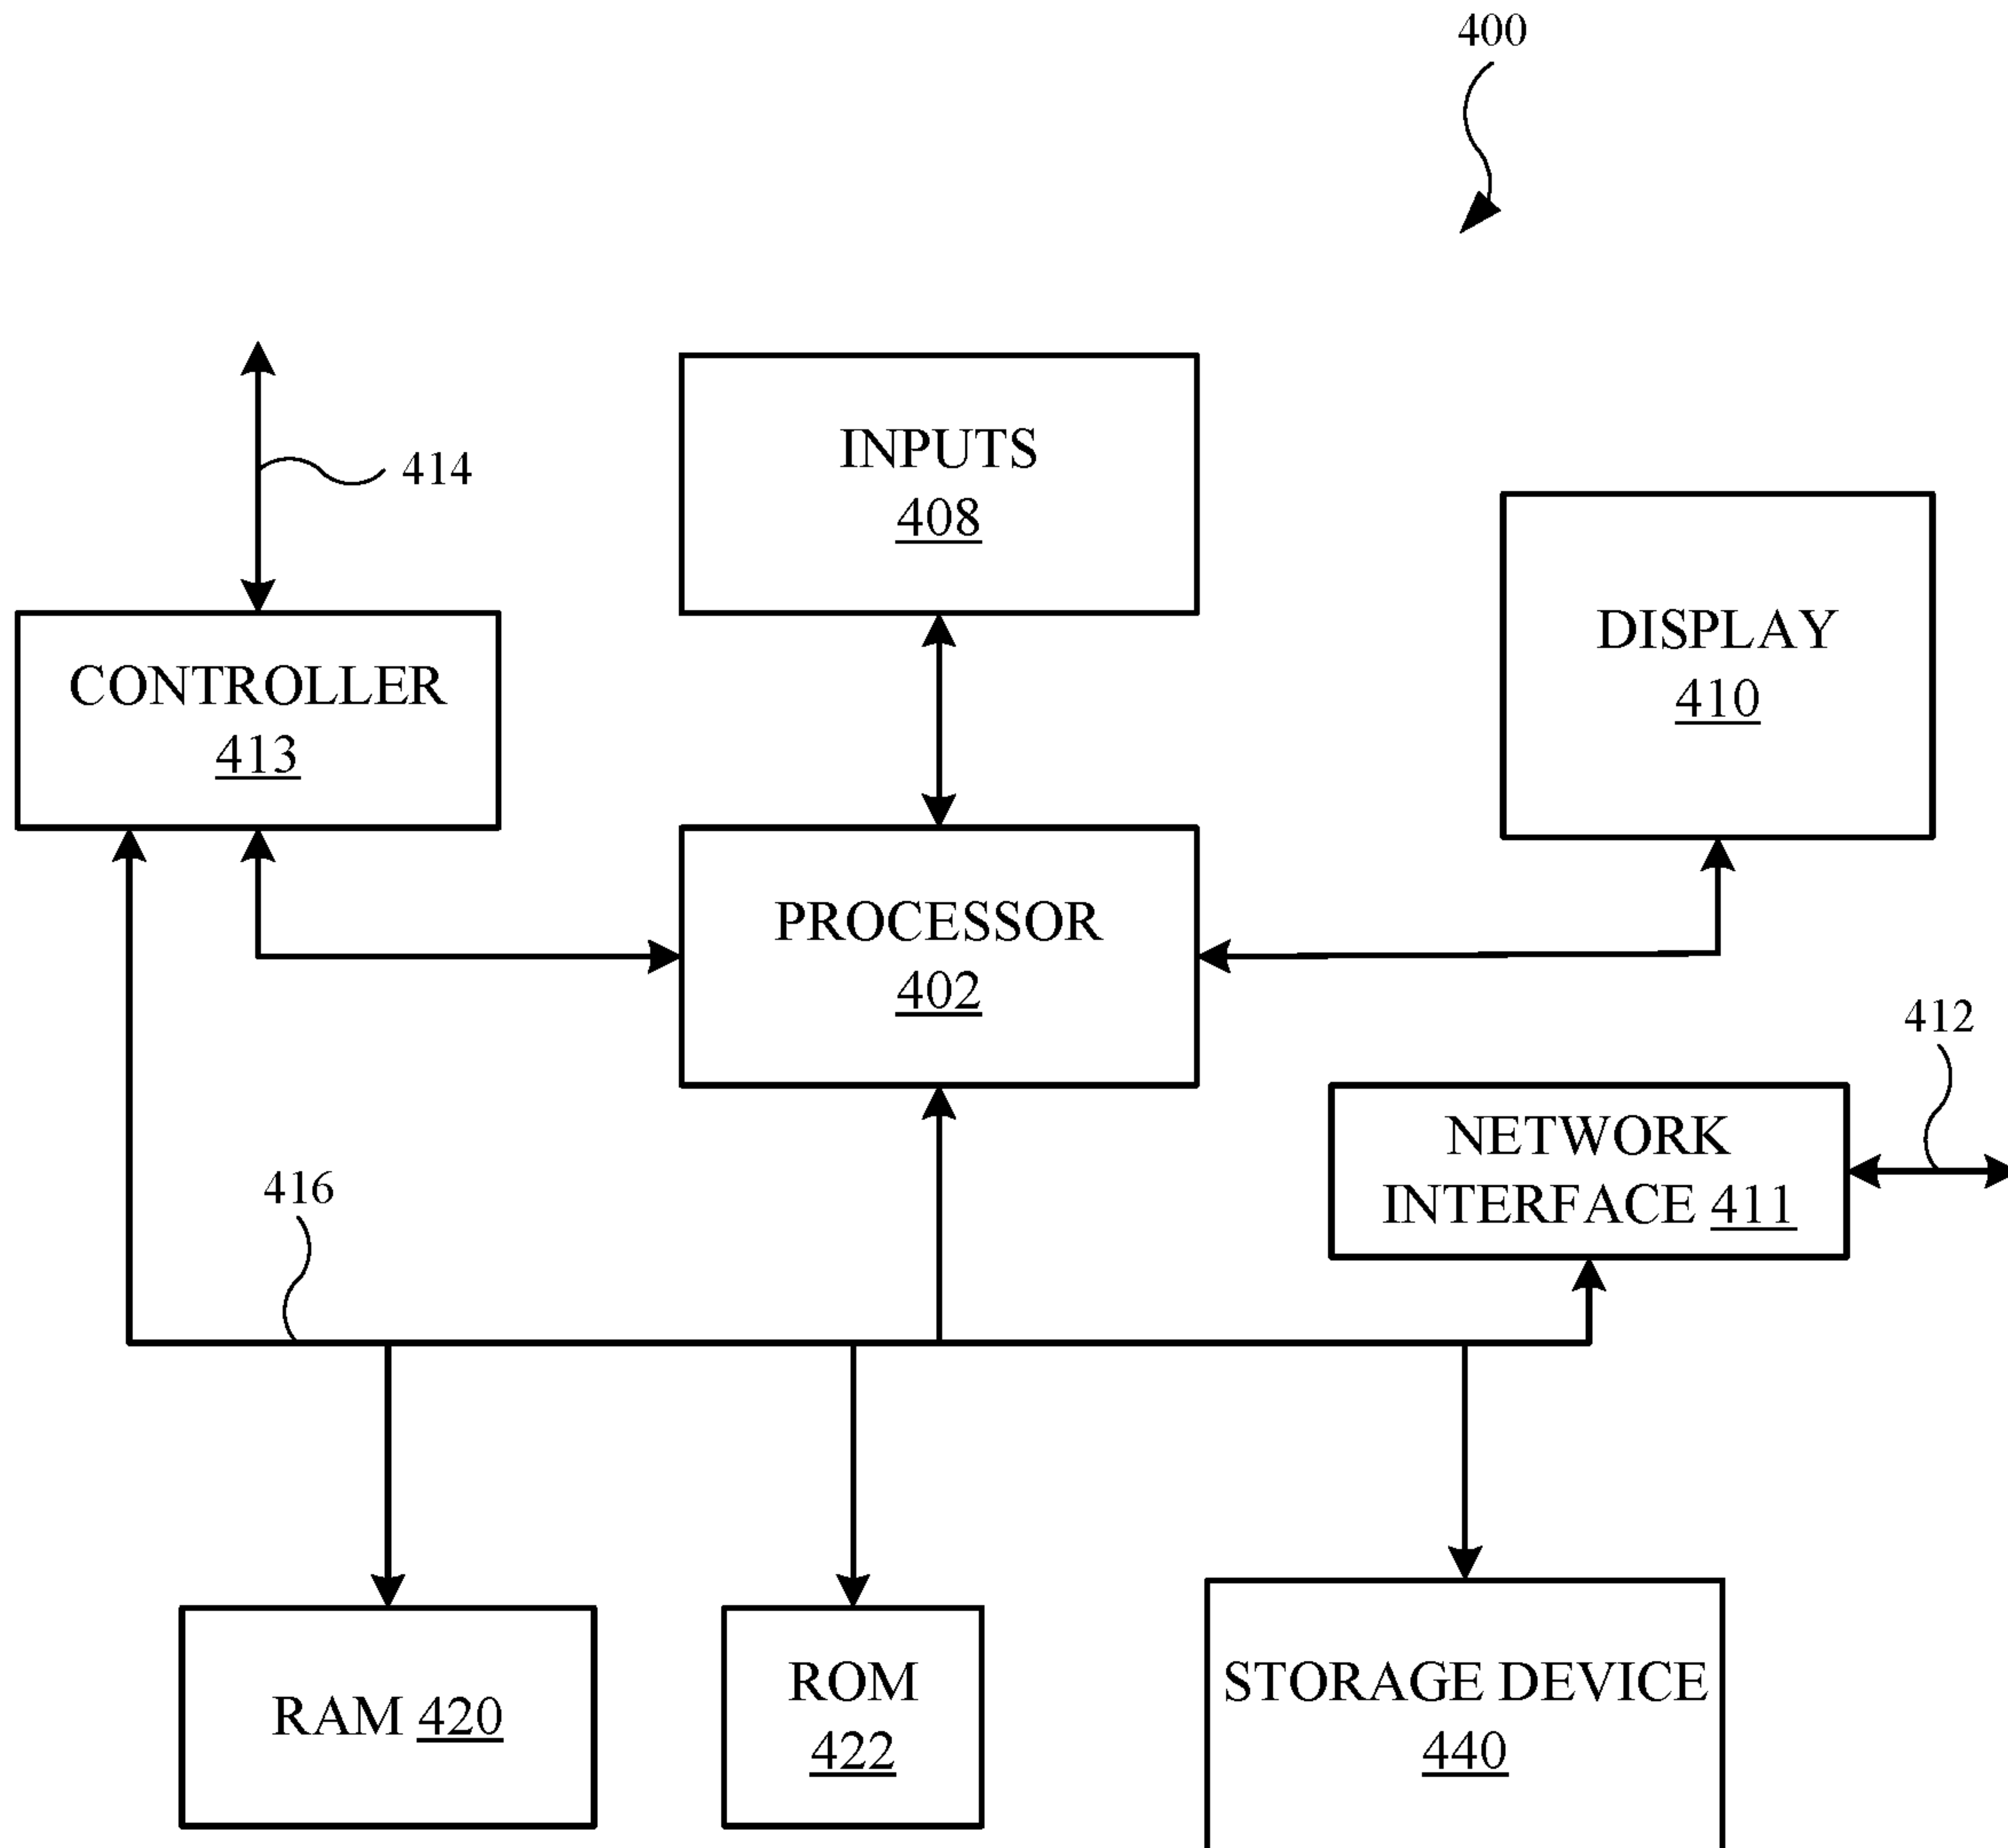 400
INPUTS
408
414
DISPLAY
410
CONTROLLER
413
PROCESSOR
402
412
NETWORK
INTERFACE 411
416
RAM 420
ROM
422
STORAGE DEVICE
440